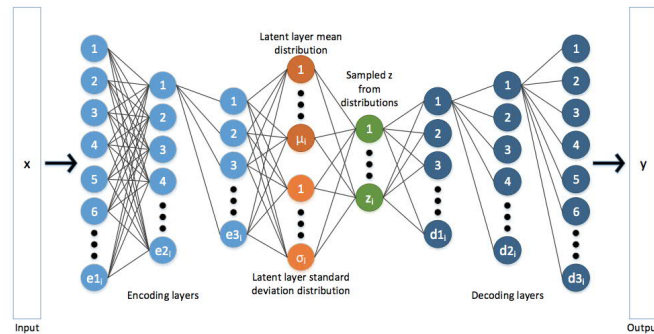 Latent layer mean
distribution
Sampled z
from
distributions
x
1
2
3
4
5
6
e1ᵢ
1
2
3
4
e2ᵢ
1
2
3
e3ᵢ
1
μᵢ
1
σᵢ
1
zᵢ
1
2
3
d1ᵢ
1
2
3
4
d2ᵢ
1
2
3
4
5
6
d3ᵢ
y
Encoding layers
Latent layer standard
deviation distribution
Decoding layers
Input
Output